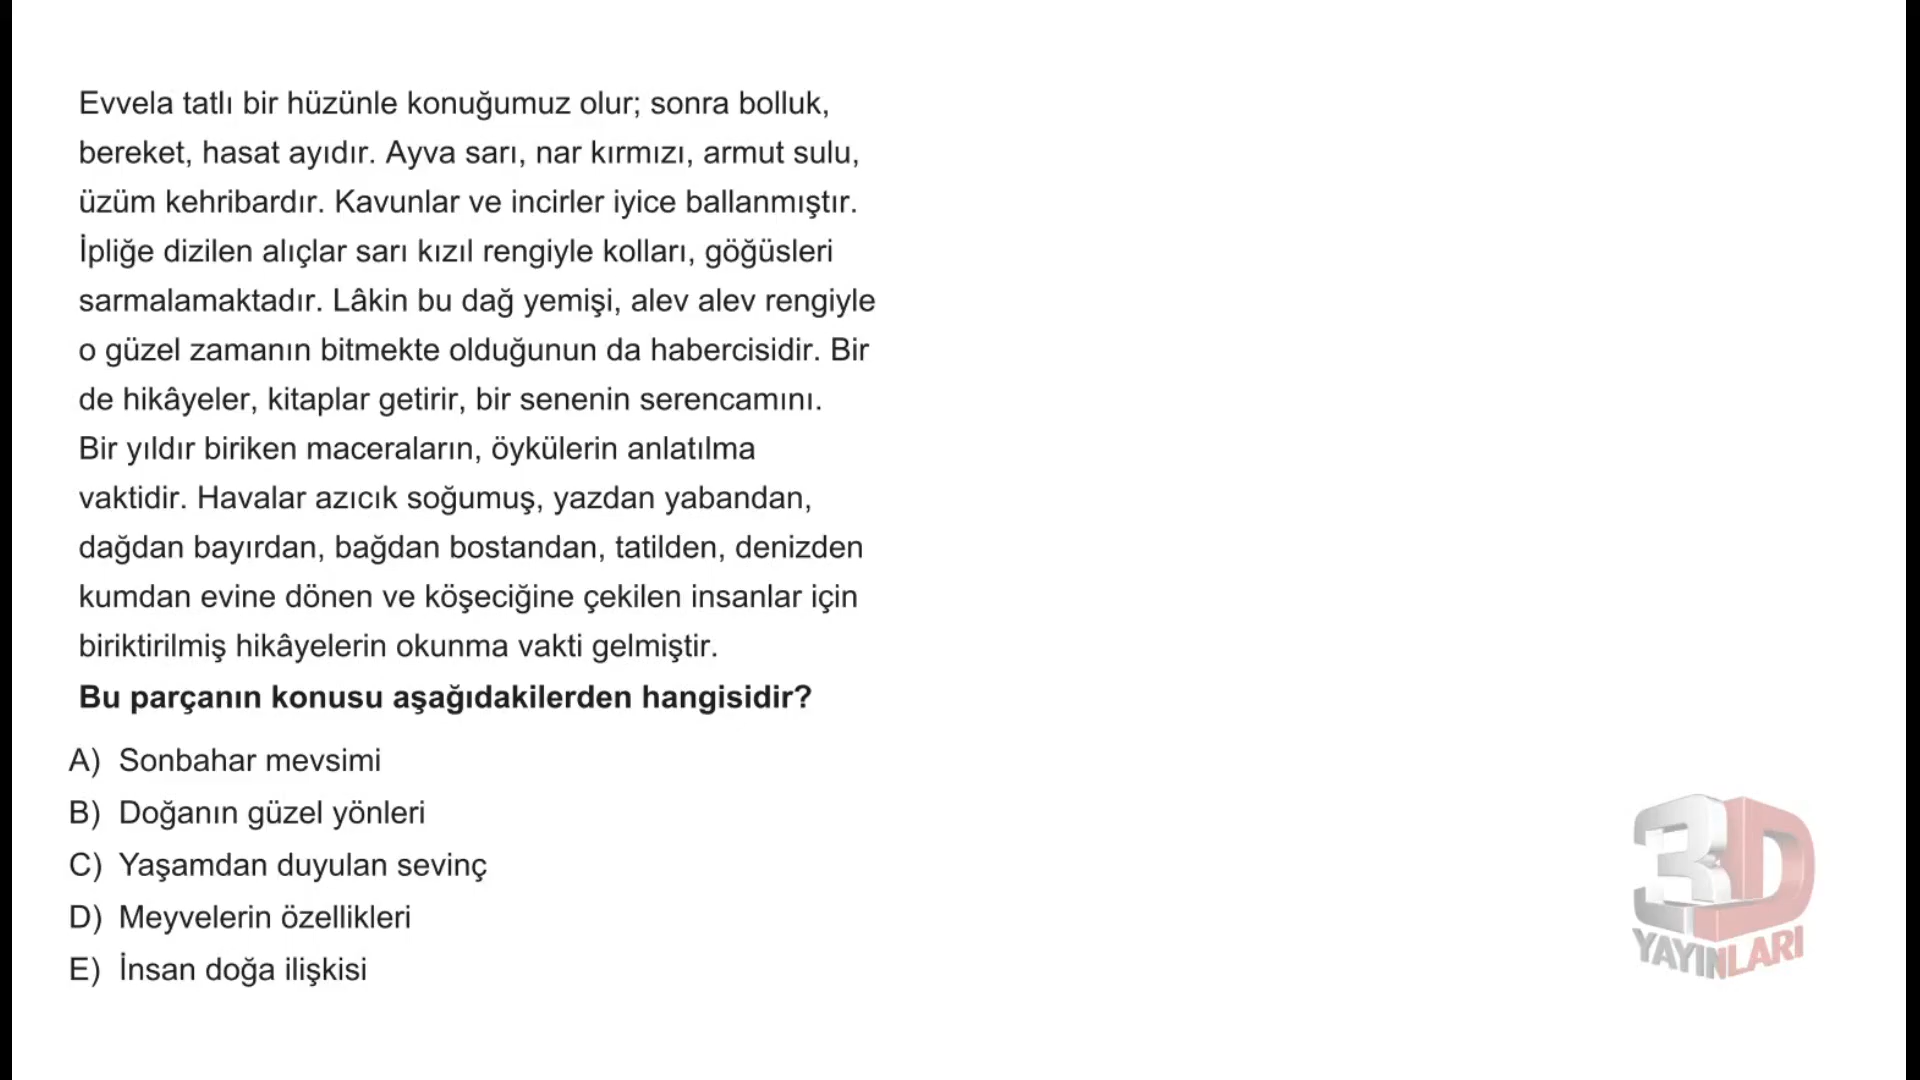 Evvela tatlı bir hüzünle konuğumuz olur; sonra bolluk,
bereket, hasat ayıdır. Ayva sarı, nar kırmızı, armut sulu,
üzüm kehribardır. Kavunlar ve incirler iyice ballanmıştır.
İpliğe dizilen alıçlar sarı kızıl rengiyle kolları, göğüsleri
sarmalamaktadır. Lâkin bu dağ yemişi, alev alev rengiyle
o güzel zamanın bitmekte olduğunun da habercisidir. Bir
de hikâyeler, kitaplar getirir, bir senenin serencamını.
Bir yıldır biriken maceraların, öykülerin anlatılma
vaktidir. Havalar azıcık soğumuş, yazdan yabandan,
dağdan bayırdan, bağdan bostandan, tatilden, denizden
kumdan evine dönen ve köşeciğine çekilen insanlar için
biriktirilmiş hikâyelerin okunma vakti gelmiştir.
Bu parçanın konusu aşağıdakilerden hangisidir?
A) Sonbahar mevsimi
B) Doğanın güzel yönleri
C) Yaşamdan duyulan sevinç
D) Meyvelerin özellikleri
E) İnsan doğa ilişkisi
3D
YAYINLARI